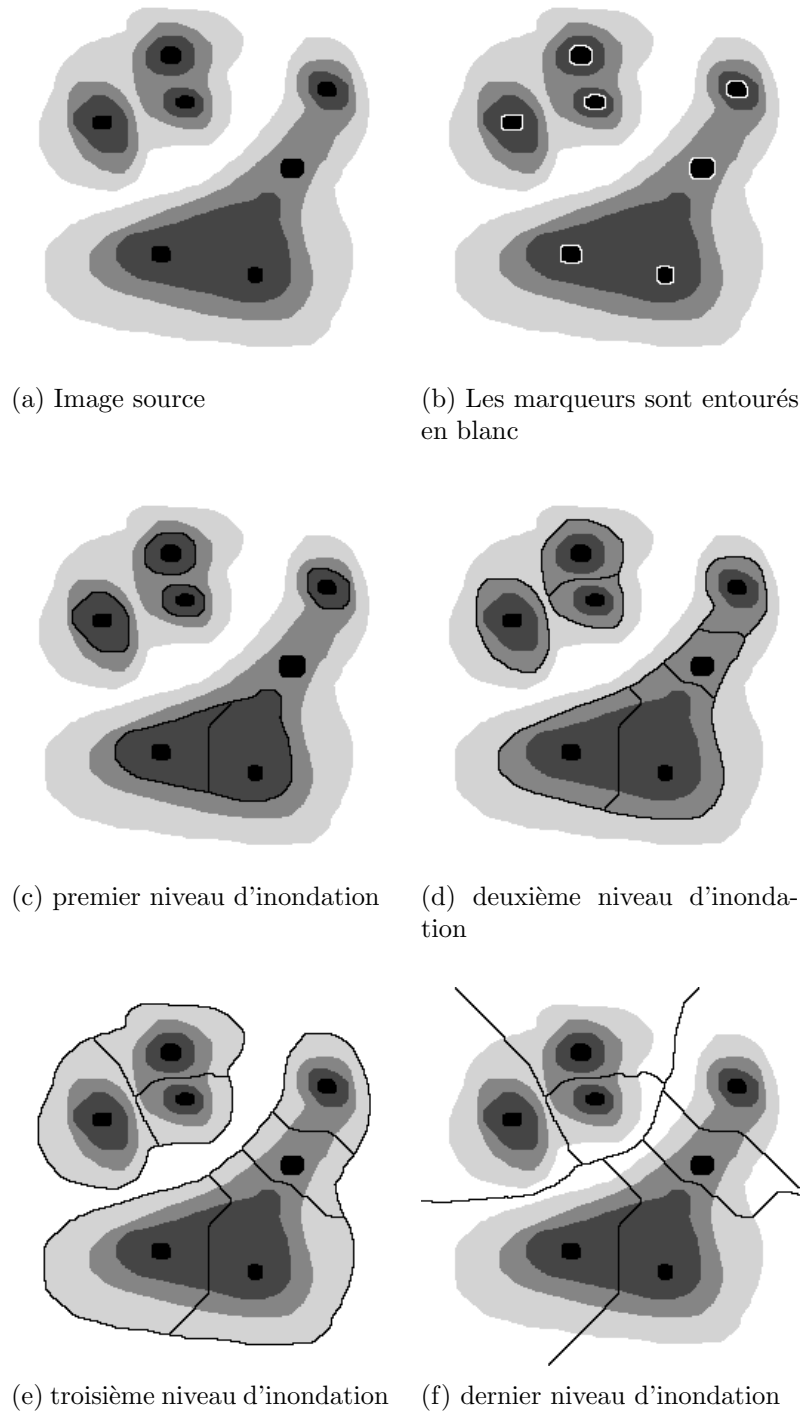 (a) Image source
(b) Les marqueurs sont entourés
en blanc
(c) premier niveau d'inondation
(d) deuxième niveau d'inonda-
tion
(e) troisième niveau d'inondation
(f) dernier niveau d'inondation